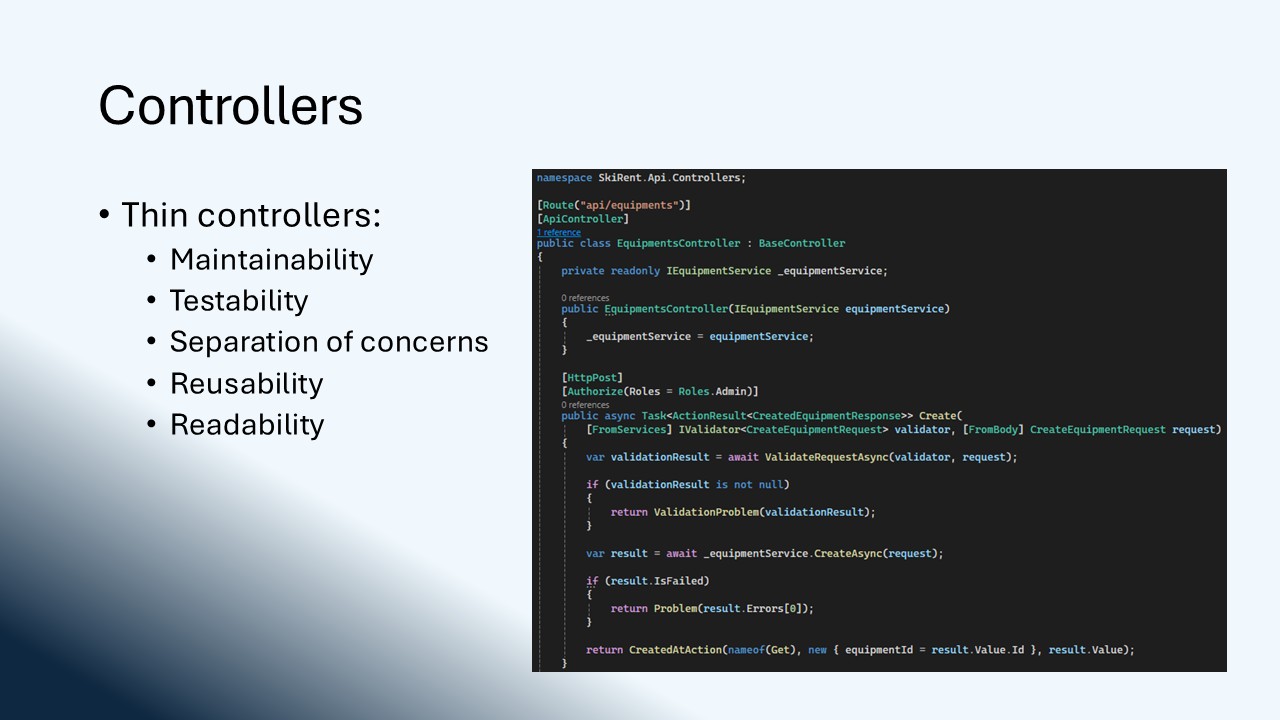 Controllers
• Thin controllers:
• Maintainability
• Testability
• Separation of concerns
• Reusability
• Readability
namespace SkiRent.Api.Controllers;
[Route("api/equipments")]
[ApiController]
1 reference
public class EquipmentsController : BaseController
{
private readonly IEquipmentService _equipmentService;
0 references
public EquipmentsController(IEquipmentService equipmentService)
{
_equipmentService = equipmentService;
}
[HttpPost]
[Authorize(Roles = Roles.Admin)]
0 references
public async Task<ActionResult<CreatedEquipmentResponse>> Create(
[FromServices] IValidator<CreateEquipmentRequest> validator, [FromBody] CreateEquipmentRequest request)
{
var validationResult = await ValidateRequestAsync(validator, request);
if (validationResult is not null)
{
return ValidationProblem(validationResult);
}
var result = await _equipmentService.CreateAsync(request);
if (result.IsFailed)
{
return Problem(result.Errors[0]);
}
return CreatedAtAction(nameof(Get), new { equipmentId = result.Value.Id }, result.Value);
}